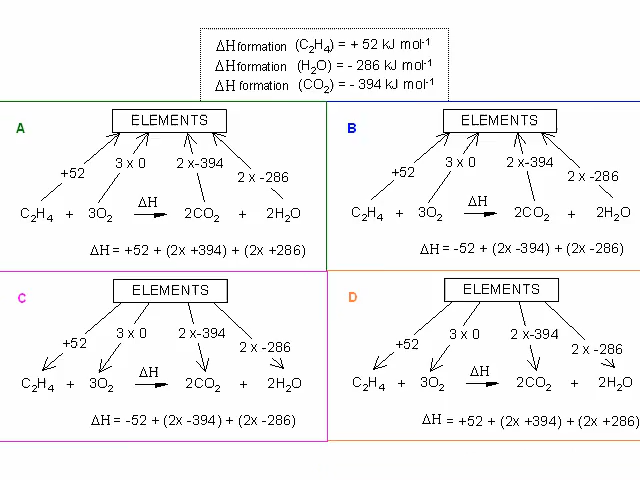 ΔHformation (C₂H₄) = + 52 kJ mol⁻¹
ΔHformation (H₂O) = - 286 kJ mol⁻¹
ΔH formation (CO₂) = - 394 kJ mol⁻¹
A
ELEMENTS
+52 3 x 0 2 x-394 2 x -286
C₂H₄ + 3O₂ ΔH 2CO₂ + 2H₂O
ΔH = +52 + (2x +394) + (2x +286)
B
ELEMENTS
+52 3 x 0 2 x-394 2 x -286
C₂H₄ + 3O₂ ΔH 2CO₂ + 2H₂O
ΔH = -52 + (2x -394) + (2x -286)
C
ELEMENTS
+52 3 x 0 2 x-394 2 x -286
C₂H₄ + 3O₂ ΔH 2CO₂ + 2H₂O
ΔH = -52 + (2x -394) + (2x -286)
D
ELEMENTS
+52 3 x 0 2 x-394 2 x -286
C₂H₄ + 3O₂ ΔH 2CO₂ + 2H₂O
ΔH = +52 + (2x +394) + (2x +286)